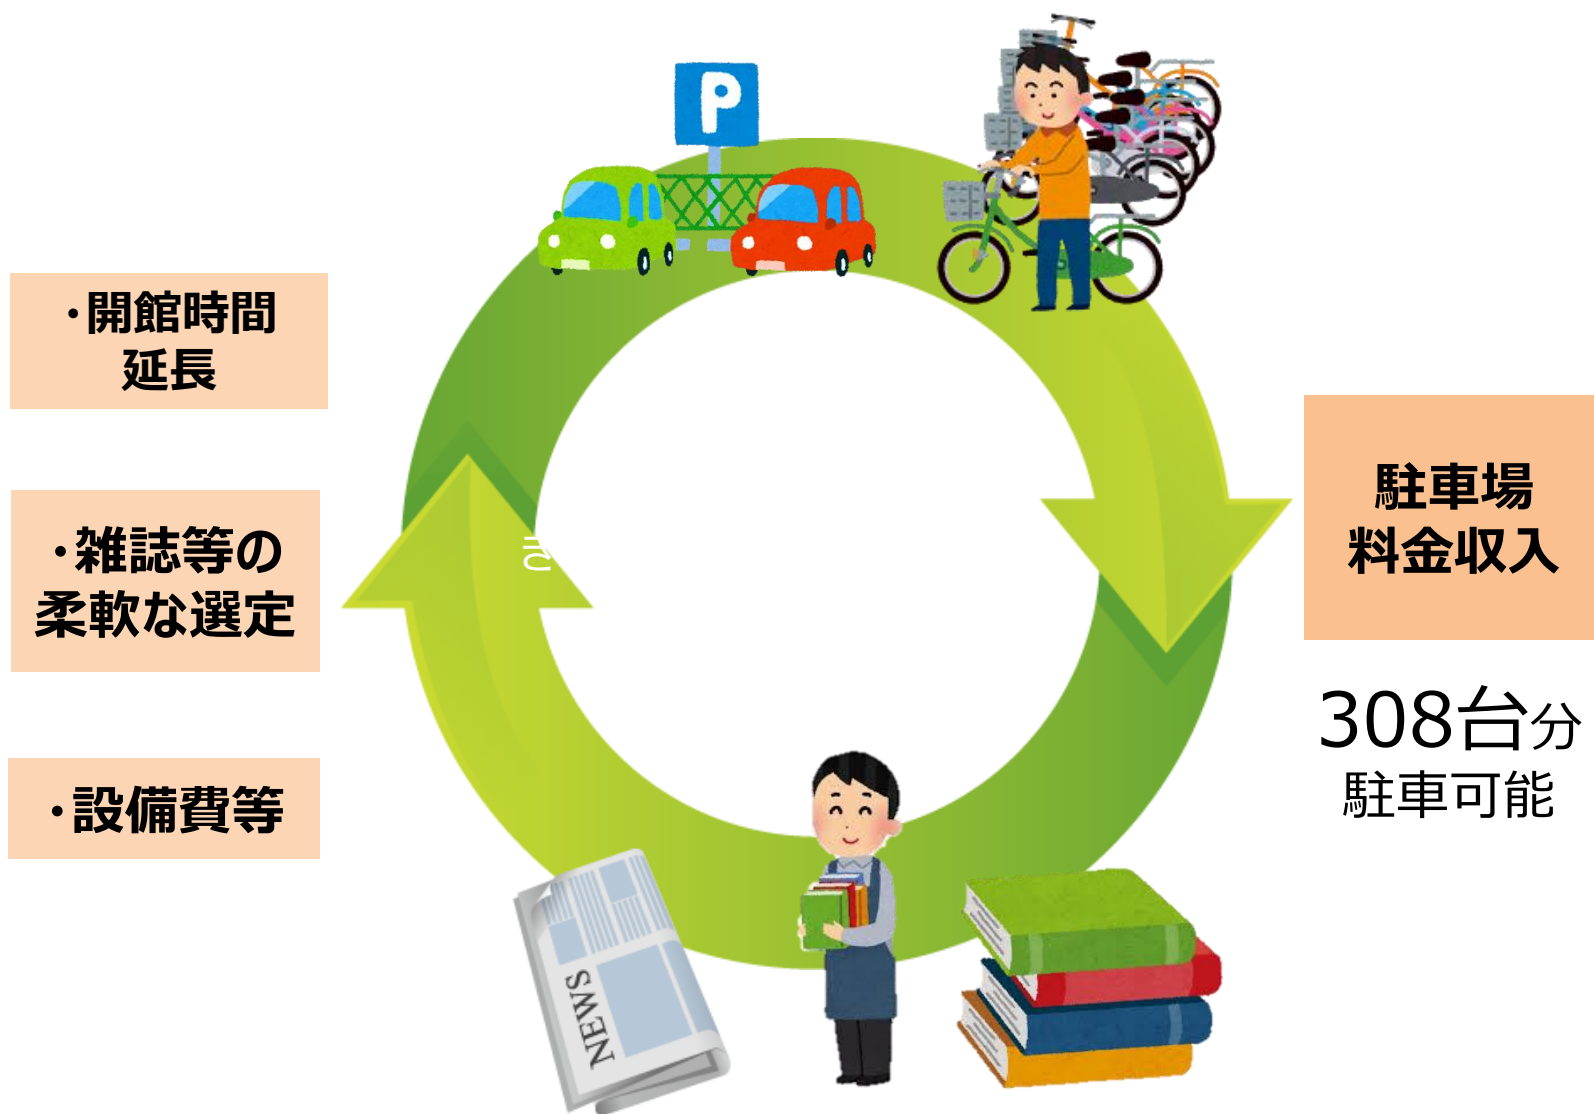 P
・開館時間
延長
・雑誌等の
柔軟な選定
・設備費等
駐車場
料金収入
308台分
駐車可能
NEWS